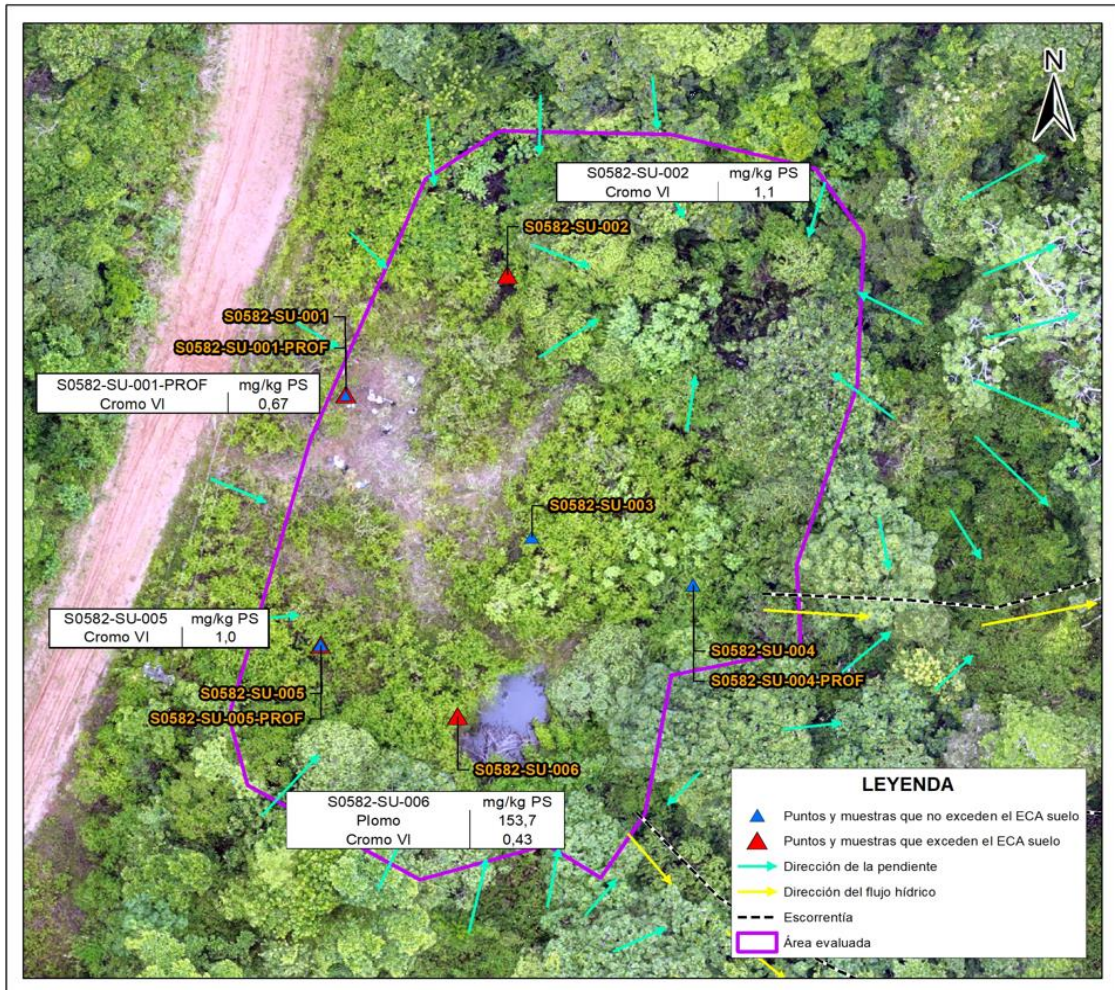 N
S0582-SU-002 mg/kg PS
Cromo VI 1,1
S0582-SU-002
S0582-SU-001
S0582-SU-001-PROF
S0582-SU-001-PROF mg/kg PS
Cromo VI 0,67
S0582-SU-003
S0582-SU-005 mg/kg PS
Cromo VI 1,0
S0582-SU-004
S0582-SU-004-PROF
S0582-SU-005
S0582-SU-005-PROF
S0582-SU-006
S0582-SU-006 mg/kg PS
Plomo 153,7
Cromo VI 0,43
LEYENDA
Puntos y muestras que no exceden el ECA suelo
Puntos y muestras que exceden el ECA suelo
Dirección de la pendiente
Dirección del flujo hídrico
Escorrentía
Área evaluada